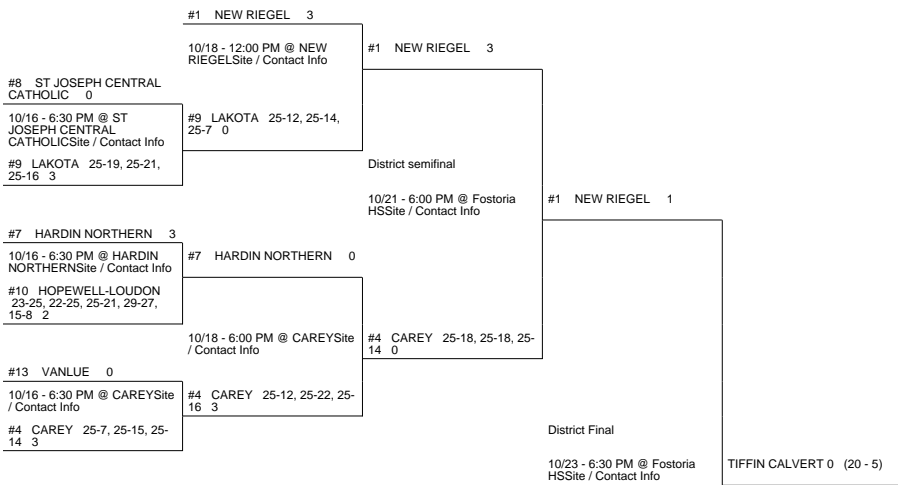 #1 NEW RIEGEL 3
10/18 - 12:00 PM @ NEW
RIEGELSite / Contact Info
#1 NEW RIEGEL 3
#8 ST JOSEPH CENTRAL
CATHOLIC 0
10/16 - 6:30 PM @ ST
JOSEPH CENTRAL
CATHOLICSite / Contact Info
#9 LAKOTA 25-12, 25-14,
25-7 0
#9 LAKOTA 25-19, 25-21,
25-16 3
District semifinal
10/21 - 6:00 PM @ Fostoria
HSSite / Contact Info
#1 NEW RIEGEL 1
#7 HARDIN NORTHERN 3
10/16 - 6:30 PM @ HARDIN
NORTHERNSite / Contact Info
#7 HARDIN NORTHERN 0
#10 HOPEWELL-LOUDON
23-25, 22-25, 25-21, 29-27,
15-8 2
10/18 - 6:00 PM @ CAREYSite
/ Contact Info
#4 CAREY 25-18, 25-18, 25-
14 0
#13 VANLUE 0
10/16 - 6:30 PM @ CAREYSite
/ Contact Info
#4 CAREY 25-12, 25-22, 25-
16 3
#4 CAREY 25-7, 25-15, 25-
14 3
District Final
10/23 - 6:30 PM @ Fostoria
HSSite / Contact Info
TIFFIN CALVERT 0 (20 - 5)